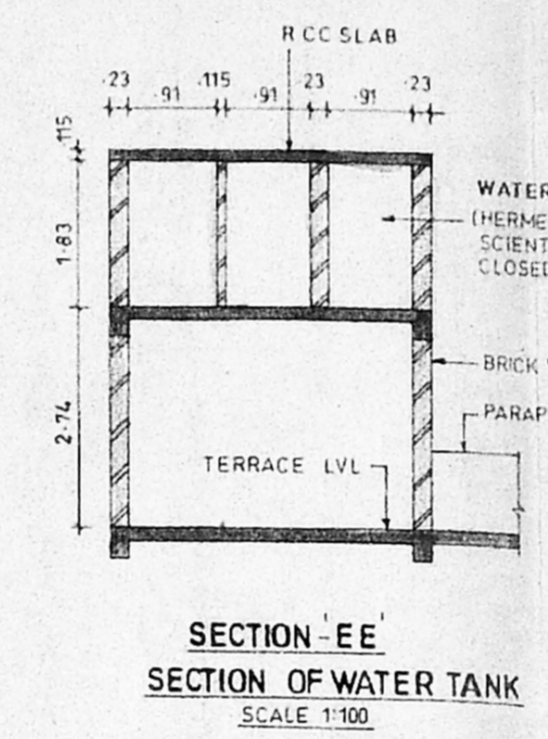 R CC SLAB
·23 ·91 ·115 ·91 ·23 ·91 ·23
·115
WATER
(HERME
SCIENT
CLOSED
1·83
BRICK
PARAP
2·74
TERRACE LVL
SECTION 'EE'
SECTION OF WATER TANK
SCALE 1:100